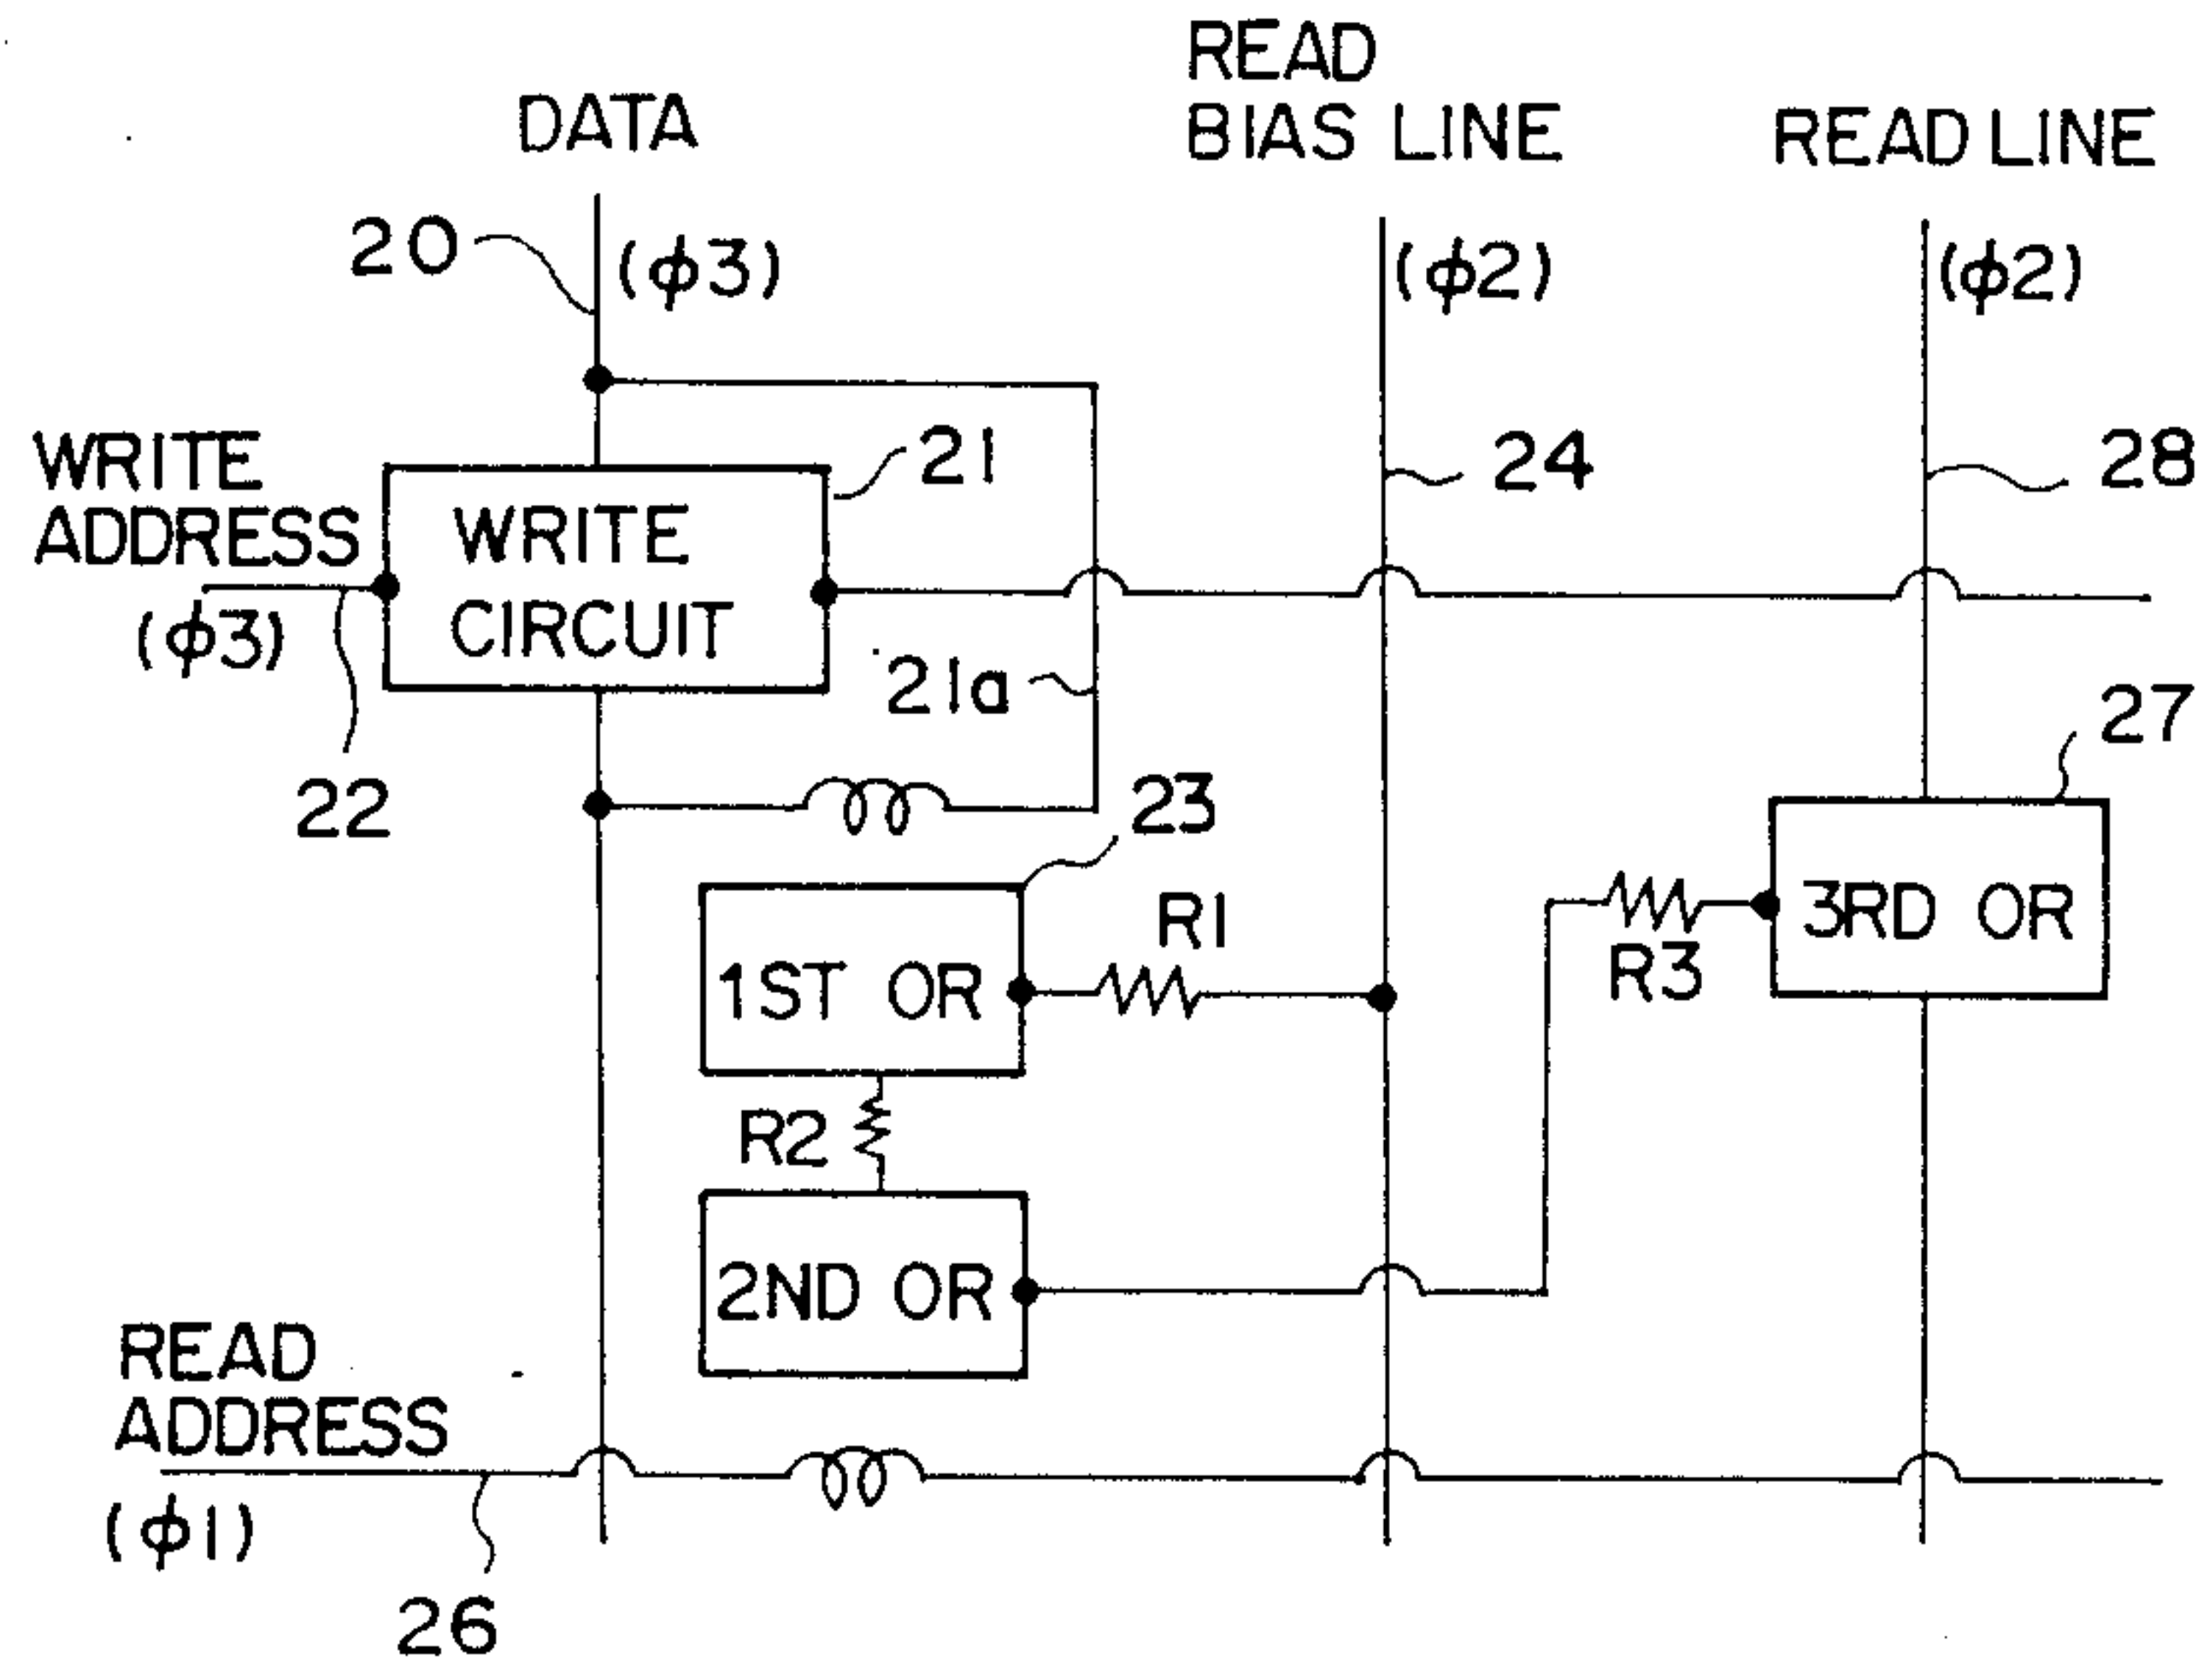 READ
BIAS LINE
DATA
READ LINE
20
(ϕ3)
(ϕ2)
(ϕ2)
WRITE
ADDRESS
(ϕ3)
22
WRITE
CIRCUIT
21
24
28
21a
27
23
1ST OR
R1
R3
3RD OR
R2
2ND OR
READ
ADDRESS
(ϕ1)
26